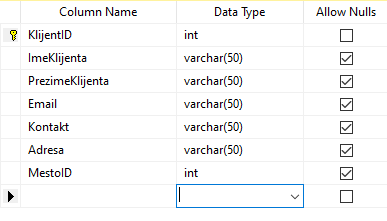 Column Name Data Type Allow Nulls
KlijentID int
ImeKlijenta varchar(50)
PrezimeKlijenta varchar(50)
Email varchar(50)
Kontakt varchar(50)
Adresa varchar(50)
MestoID int